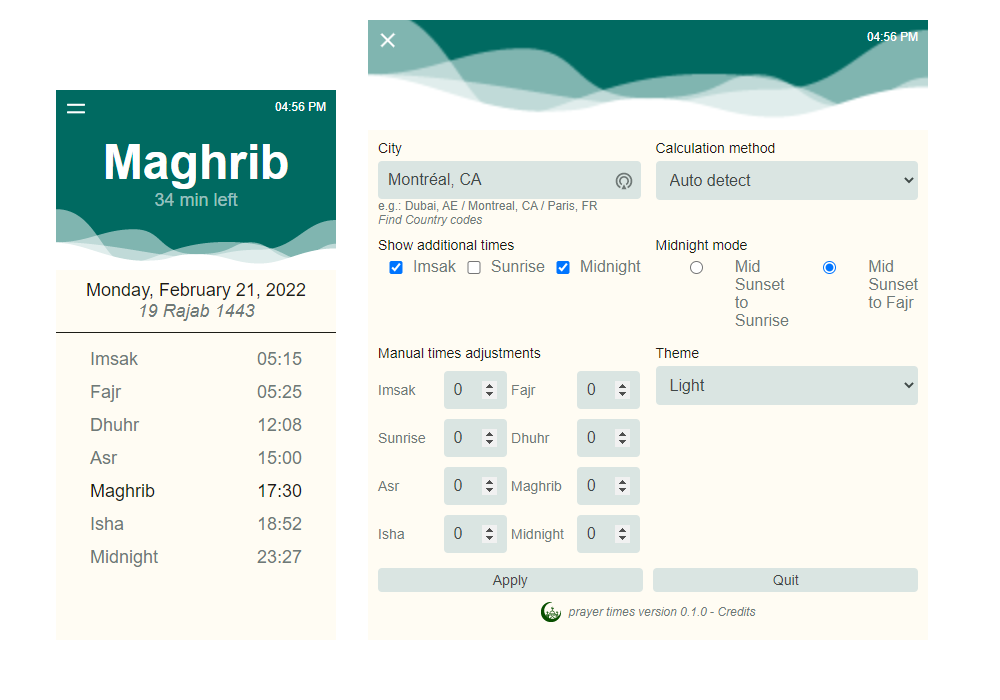 04:56 PM
Maghrib
34 min left
Monday, February 21, 2022
19 Rajab 1443
Imsak 05:15
Fajr 05:25
Dhuhr 12:08
Asr 15:00
Maghrib 17:30
Isha 18:52
Midnight 23:27
04:56 PM
City
Montréal, CA
e.g.: Dubai, AE / Montreal, CA / Paris, FR
Find Country codes
Calculation method
Auto detect
Show additional times
Imsak Sunrise Midnight
Midnight mode
Mid
Sunset
to
Sunrise
Mid
Sunset
to Fajr
Manual times adjustments
Imsak 0 Fajr 0
Sunrise 0 Dhuhr 0
Asr 0 Maghrib 0
Isha 0 Midnight 0
Theme
Light
Apply Quit
prayer times version 0.1.0 - Credits